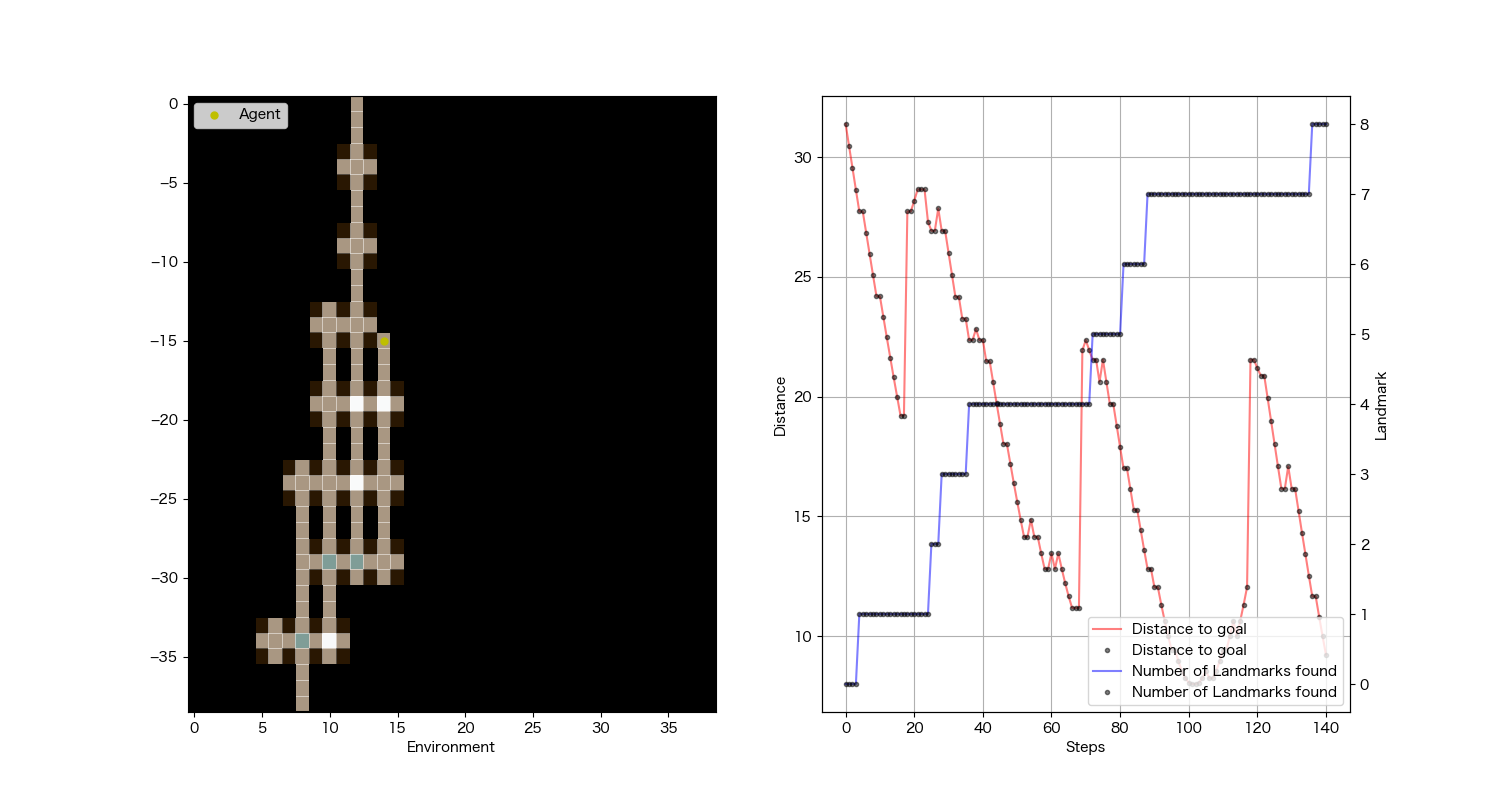 Agent
0
−5
−10
−15
−20
−25
−30
−35
0 5 10 15 20 25 30 35
Environment
30
25
20
15
10
Distance
8
7
6
5
4
3
2
1
0
Landmark
Distance to goal
Distance to goal
Number of Landmarks found
Number of Landmarks found
0 20 40 60 80 100 120 140
Steps